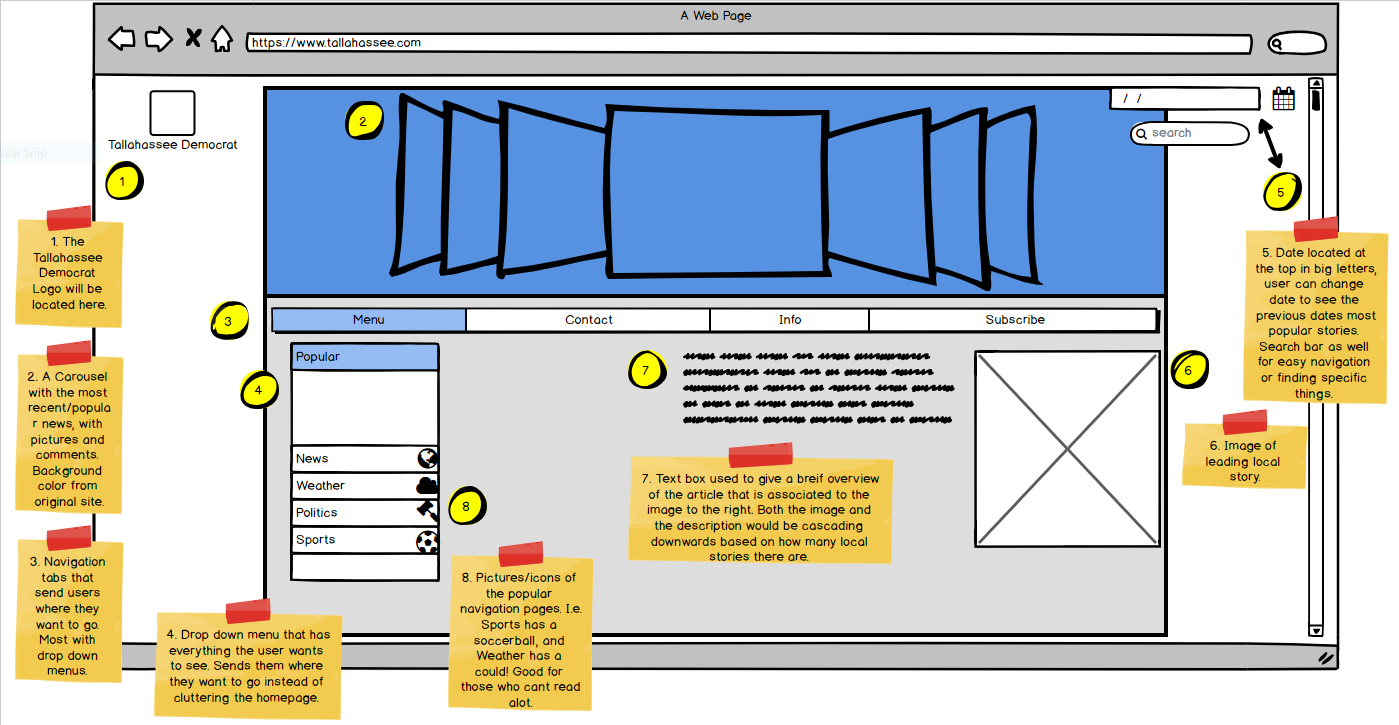 A Web Page
https://www.tallahassee.com
/ /
search
Tallahassee Democrat
ular Snip
1
2
3
4
5
6
7
8
Menu
Contact
Info
Subscribe
Popular
News
Weather
Politics
Sports
1. The
Tallahassee
Democrat
Logo will be
located here.
2. A Carousel
with the most
recent/popula
r news, with
pictures and
comments.
Background
color from
original site.
3. Navigation
tabs that
send users
where they
want to go.
Most with
drop down
menus.
4. Drop down menu that has
everything the user wants
to see. Sends them where
they want to go instead of
cluttering the homepage.
5. Date located at
the top in big letters,
user can change
date to see the
previous dates most
popular stories.
Search bar as well
for easy navigation
or finding specific
things.
6. Image of
leading local
story.
7. Text box used to give a breif overview
of the article that is associated to the
image to the right. Both the image and
the description would be cascading
downwards based on how many local
stories there are.
8. Pictures/icons of
the popular
navigation pages. I.e.
Sports has a
soccerball, and
Weather has a
could! Good for
those who cant read
alot.